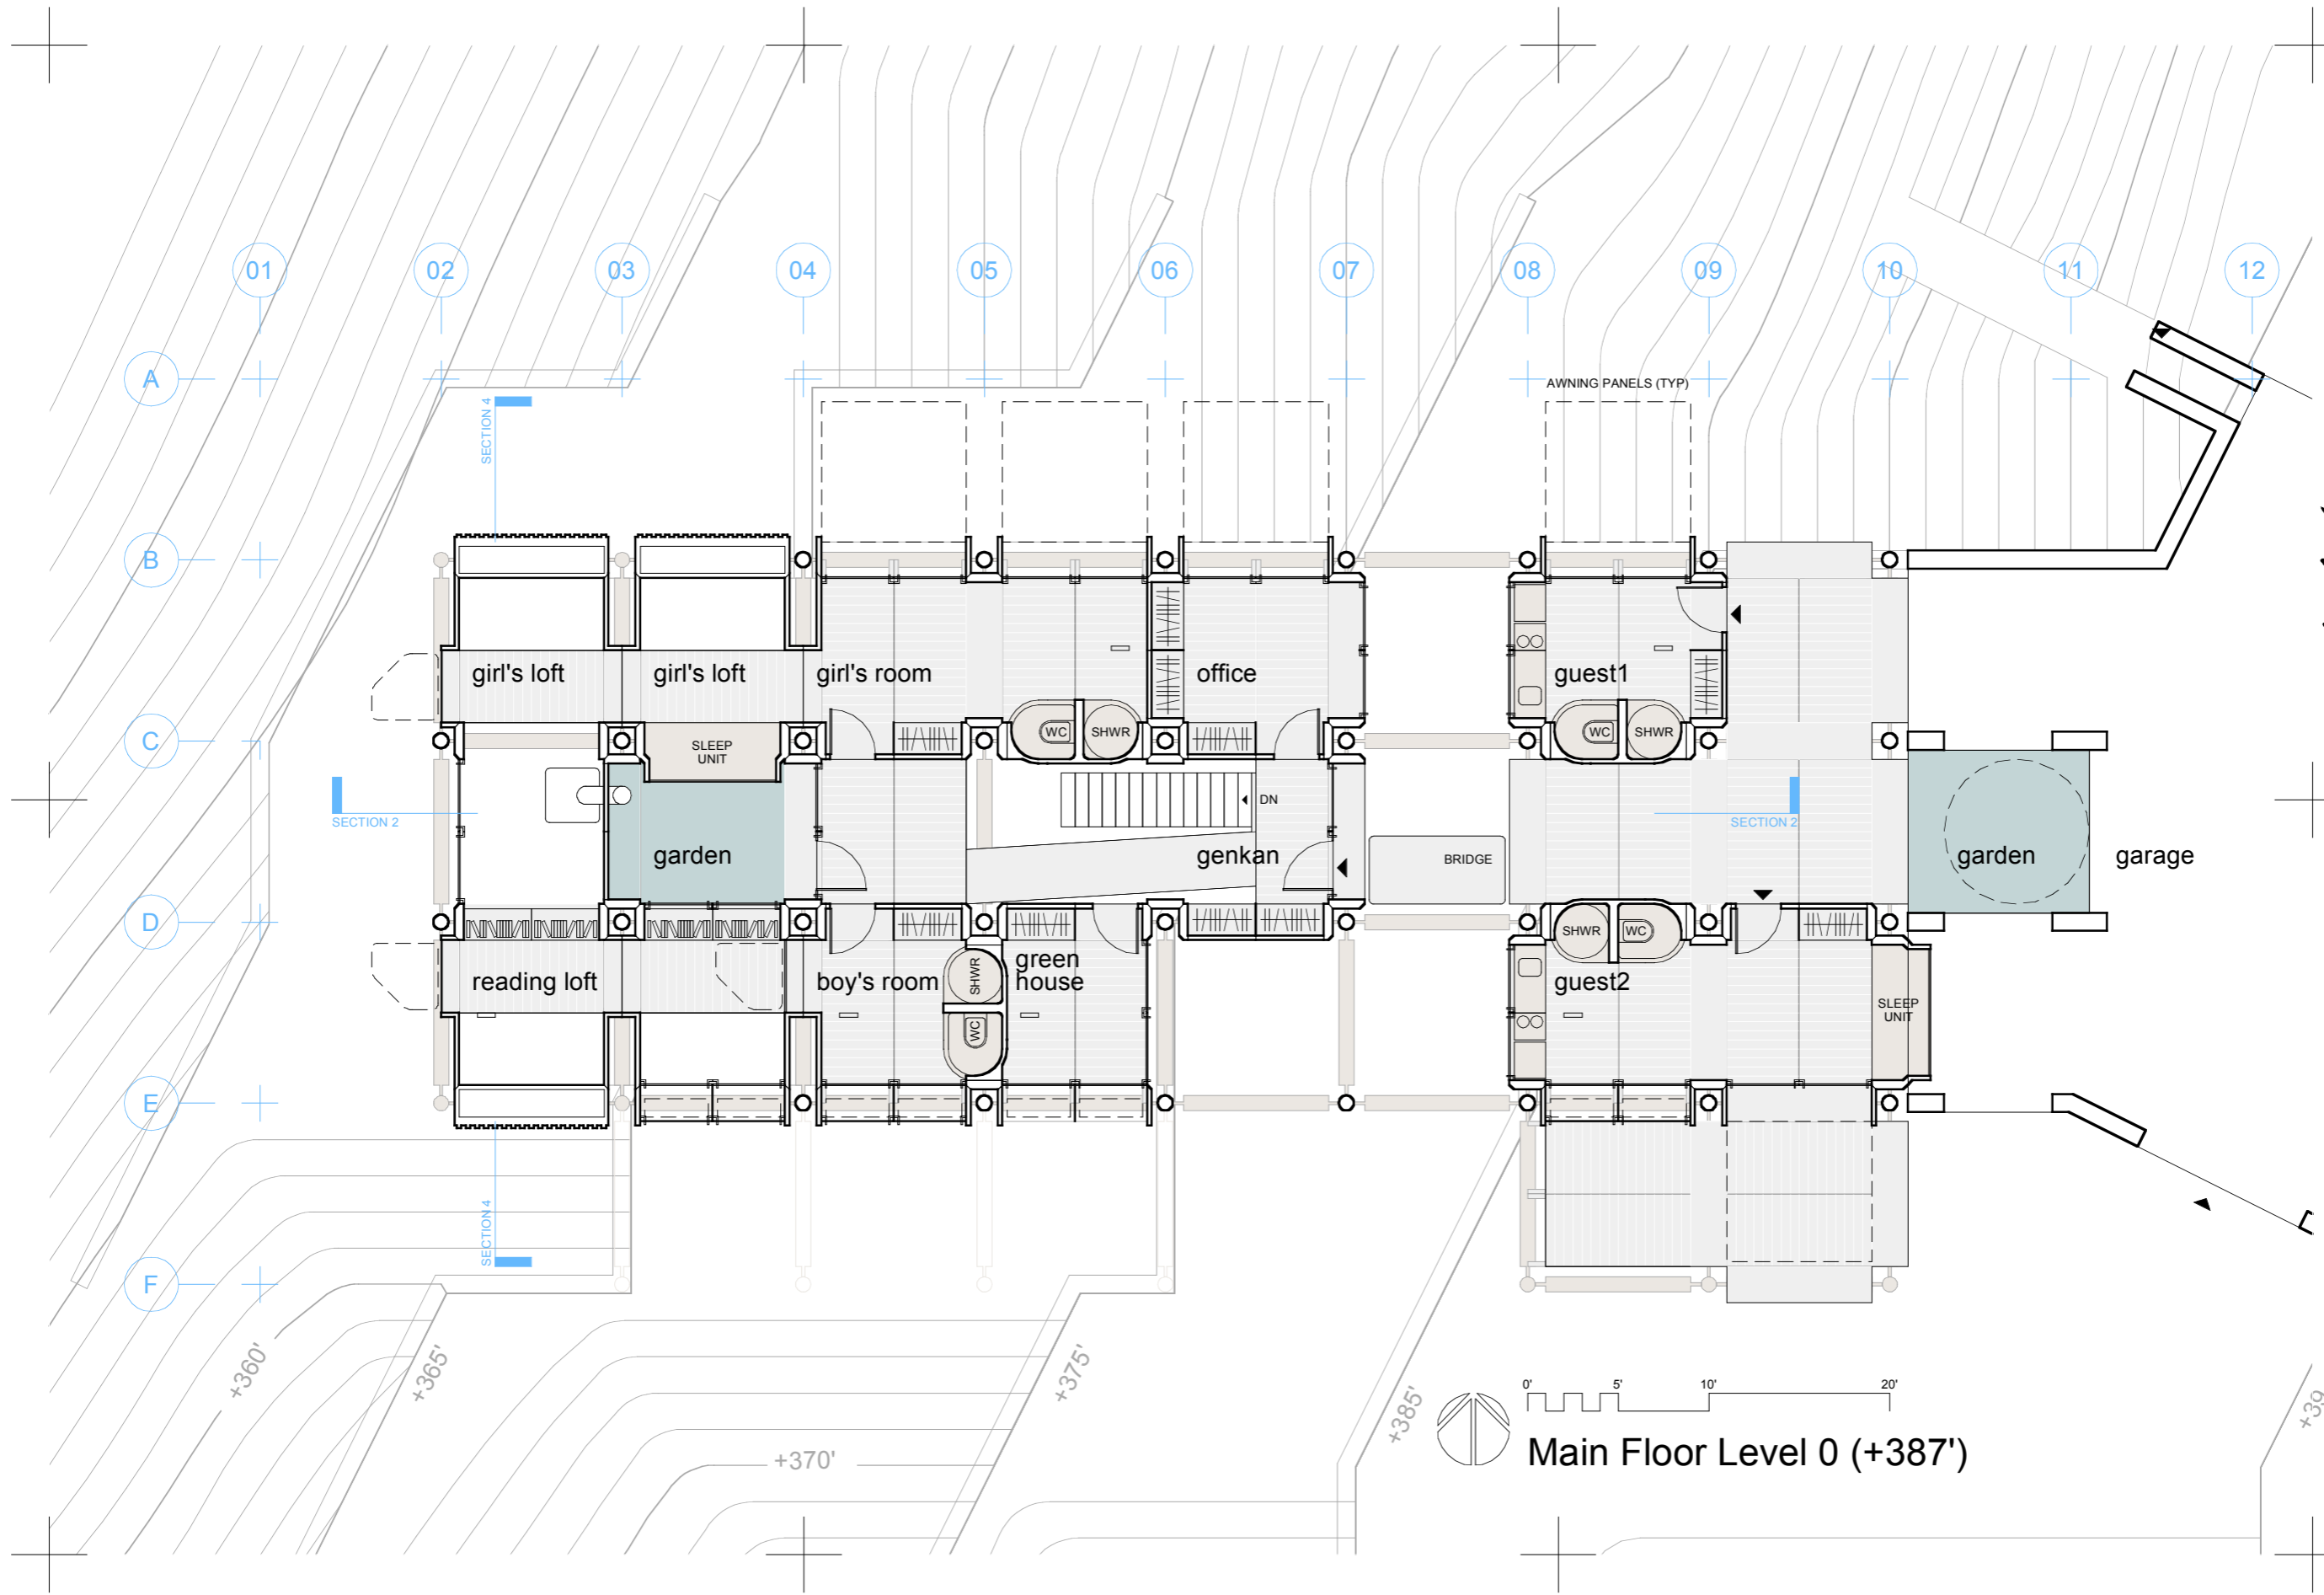 01 02 03 04 05 06 07 08 09 10 11 12
A
AWNING PANELS (TYP)
SECTION 4
B
girl's loft girl's loft girl's room office guest1
C
SLEEP
UNIT
WC SHWR
WC SHWR
DN
SECTION 2
SECTION 2
garden genkan BRIDGE garden garage
D
SHWR WC
reading loft boy's room
SHWR
WC
green
house
guest2
SLEEP
UNIT
E
SECTION 4
F
+360'
+365'
+370'
+375'
+385'
+39
0' 5' 10' 20'
Main Floor Level 0 (+387')